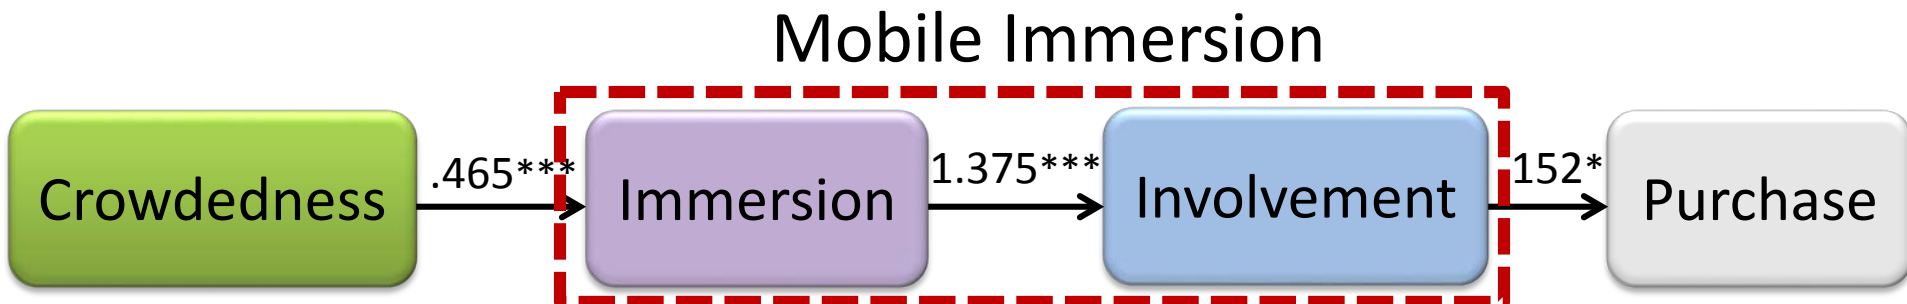 Mobile Immersion
Crowdedness
.465***
Immersion
1.375***
Involvement
152*
Purchase